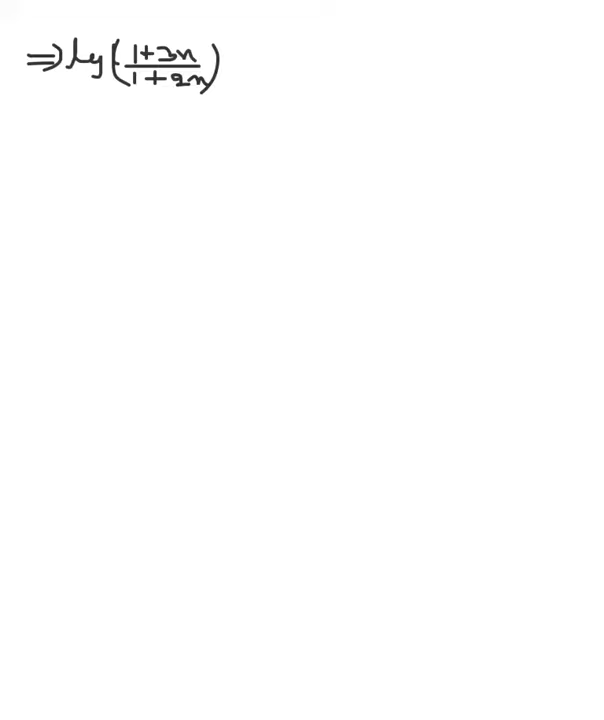 ⇒ log (1+3x / 1+2x)